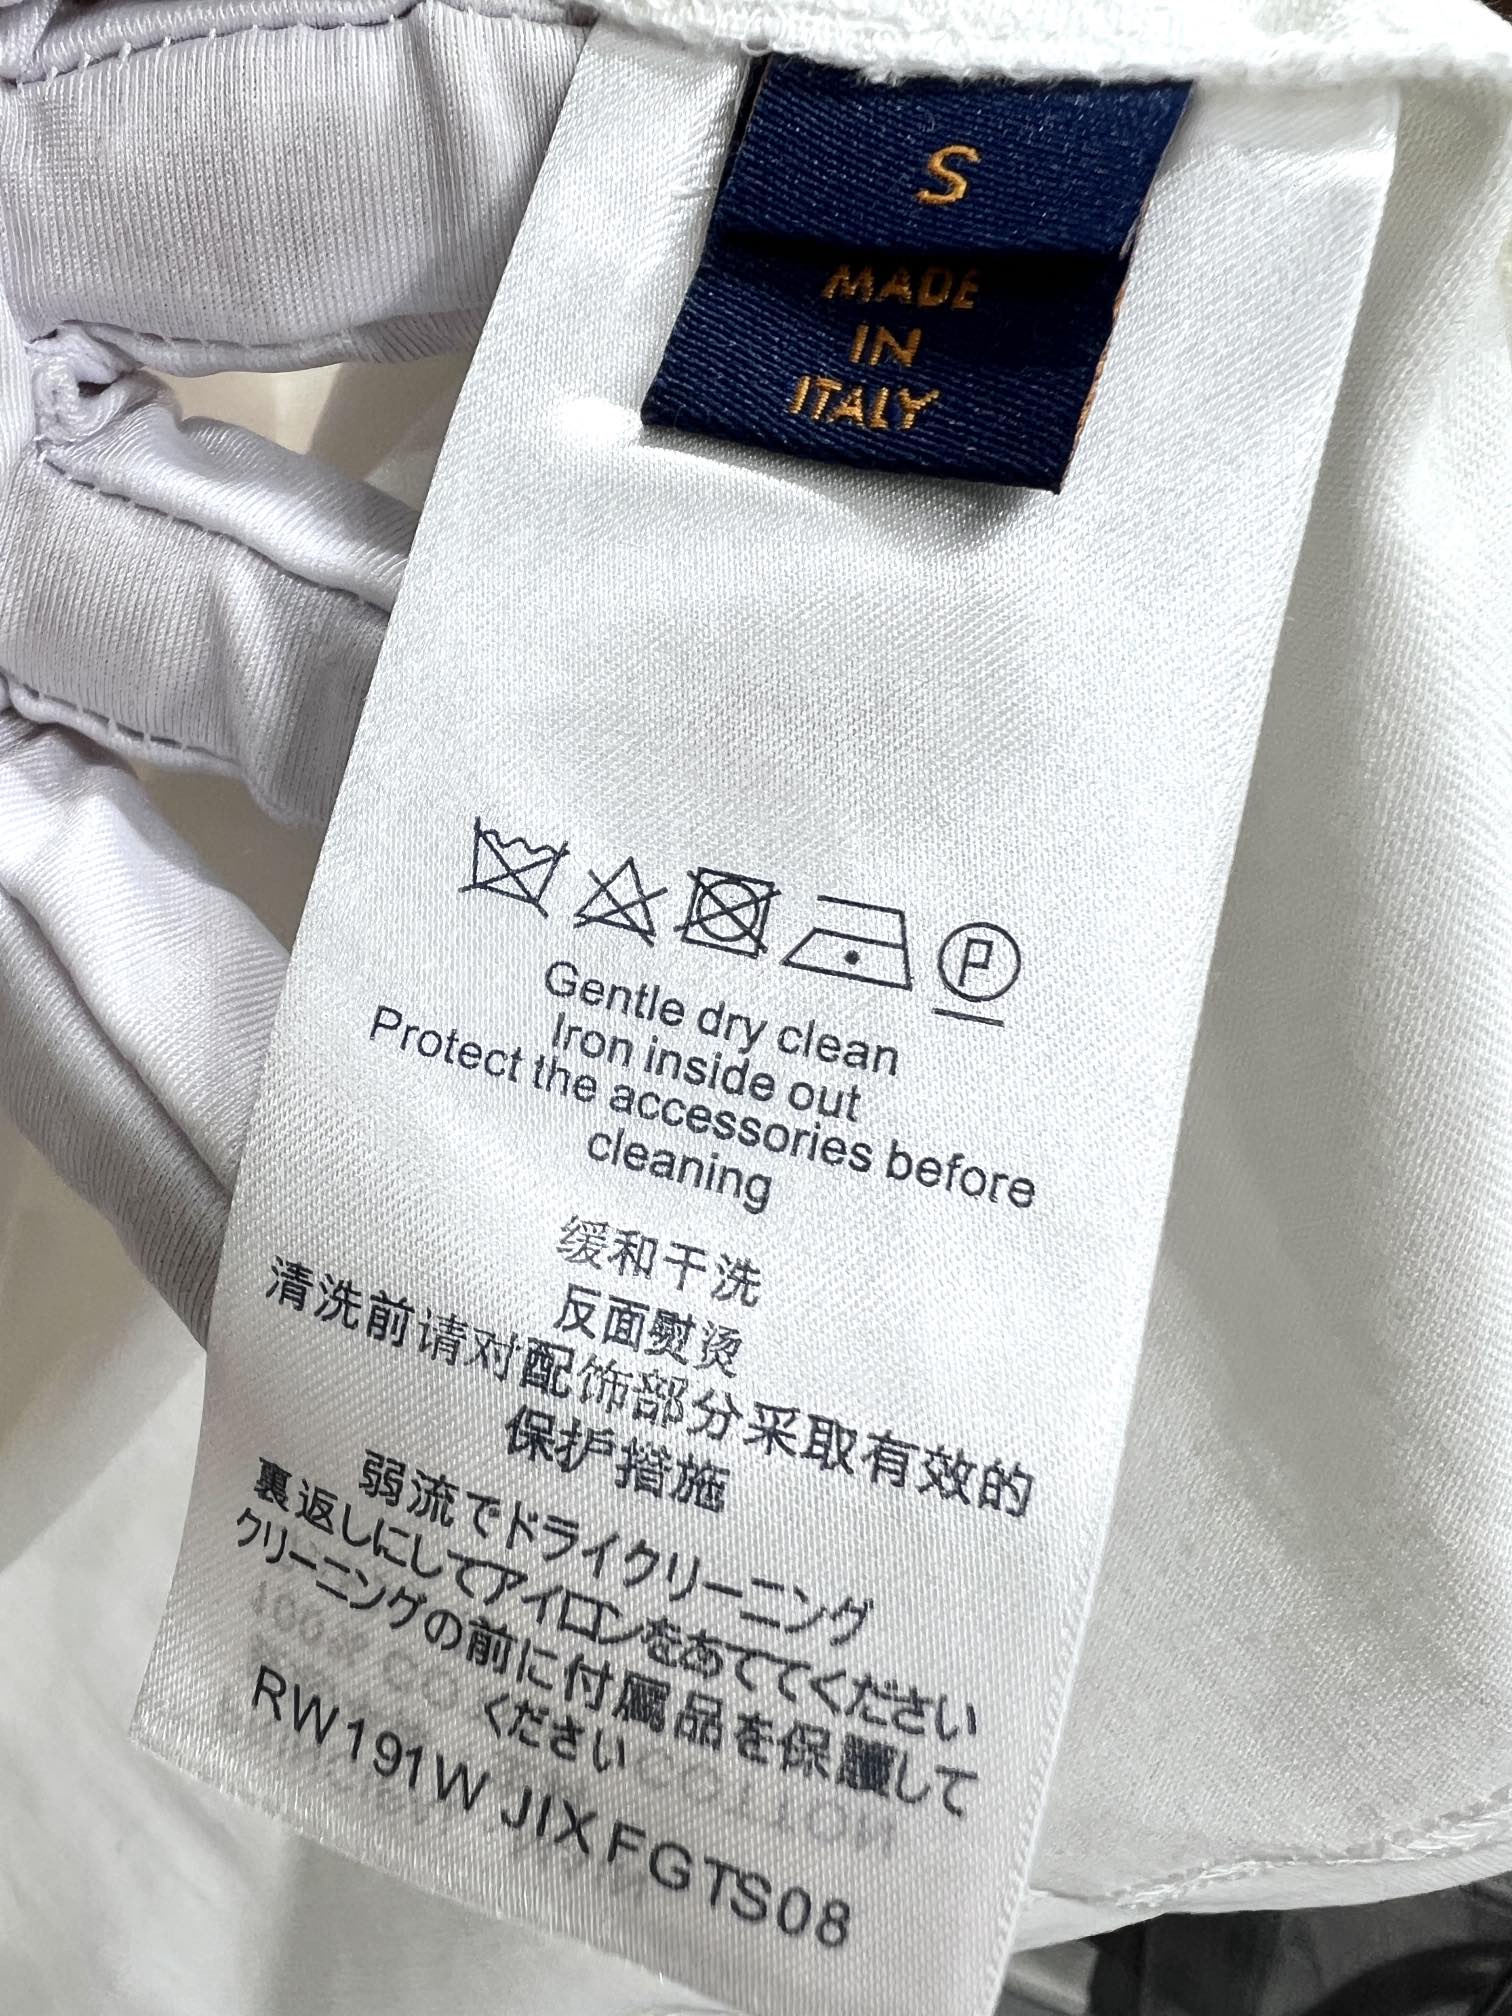 S
MADE
IN
ITALY
P
Gentle dry clean
Iron inside out
Protect the accessories before
cleaning
缓和干洗
反面熨烫
清洗前请对配饰部分采取有效的
保护措施
弱流でドライクリーニング
裏返しにしてアイロンをあててください
クリーニングの前に付属品を保護して
ください
RW191W JIX FGTS08